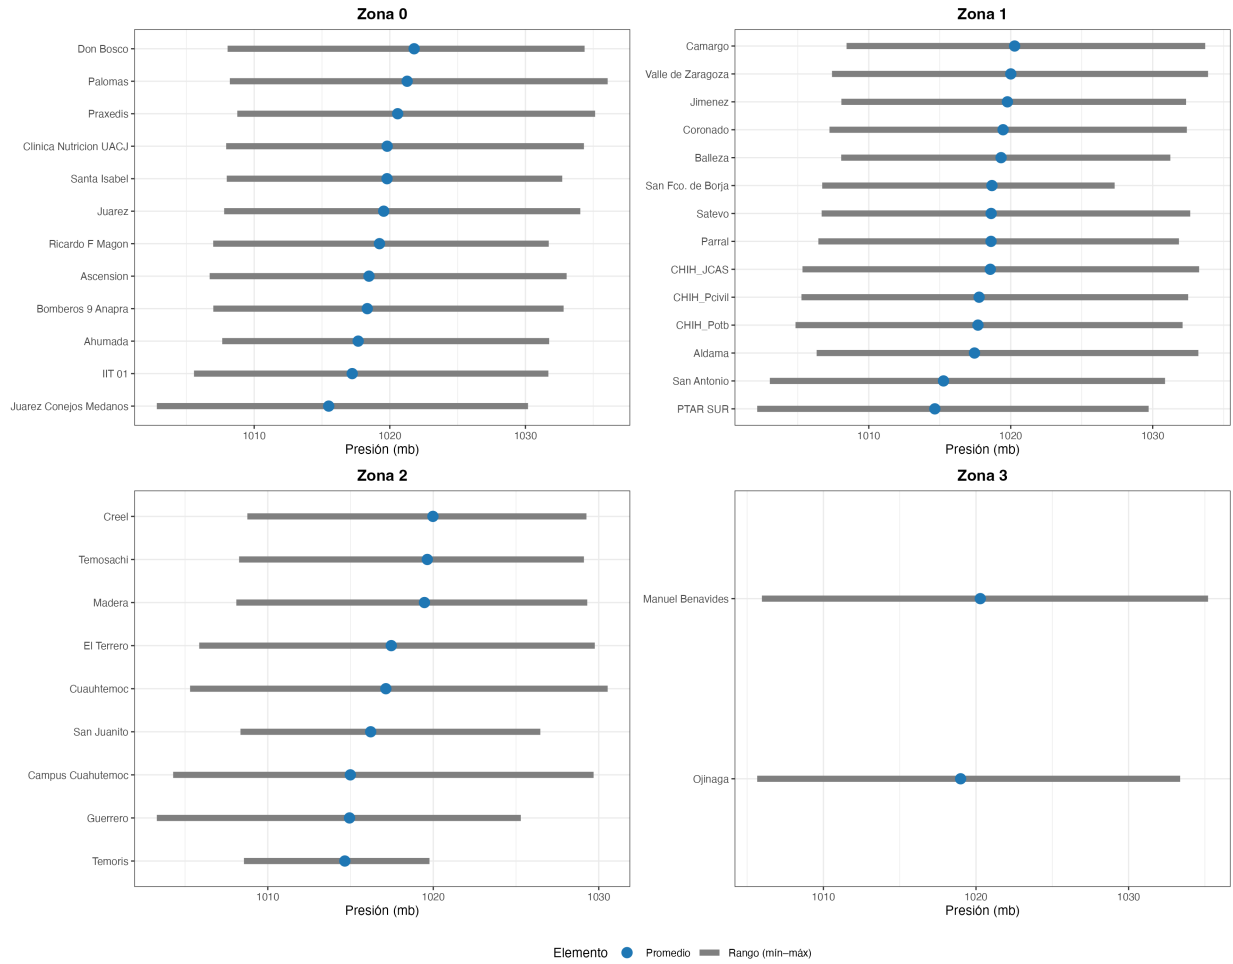 Zona 0
Don Bosco
Palomas
Praxedis
Clinica Nutricion UACJ
Santa Isabel
Juarez
Ricardo F Magon
Ascension
Bomberos 9 Anapra
Ahumada
IIT 01
Juarez Conejos Medanos
1010 1020 1030
Presión (mb)
Zona 1
Camargo
Valle de Zaragoza
Jimenez
Coronado
Balleza
San Fco. de Borja
Satevo
Parral
CHIH_JCAS
CHIH_Pcivil
CHIH_Potb
Aldama
San Antonio
PTAR SUR
1010 1020 1030
Presión (mb)
Zona 2
Creel
Temosachi
Madera
El Terrero
Cuauhtemoc
San Juanito
Campus Cuahutemoc
Guerrero
Temoris
1010 1020 1030
Presión (mb)
Zona 3
Manuel Benavides
Ojinaga
1010 1020 1030
Presión (mb)
Elemento Promedio Rango (mín–máx)